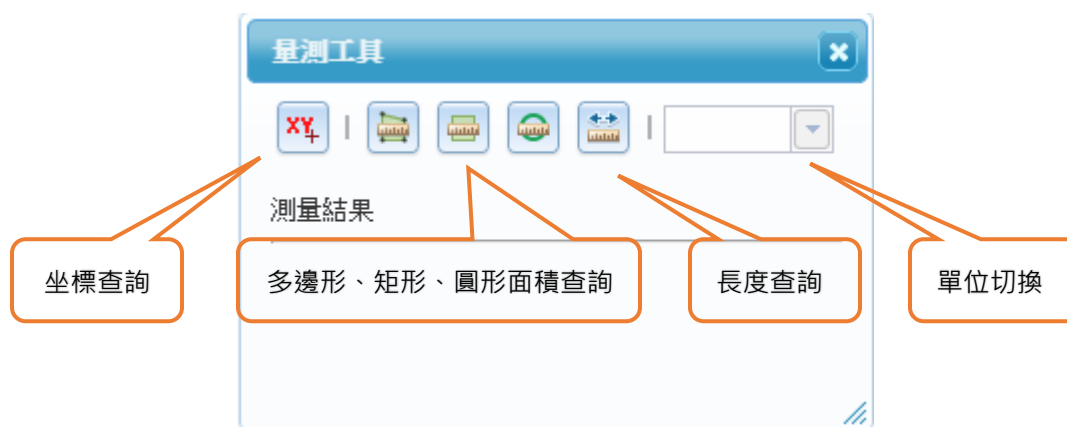 量測工具
XY
測量結果
坐標查詢
多邊形、矩形、圓形面積查詢
長度查詢
單位切換